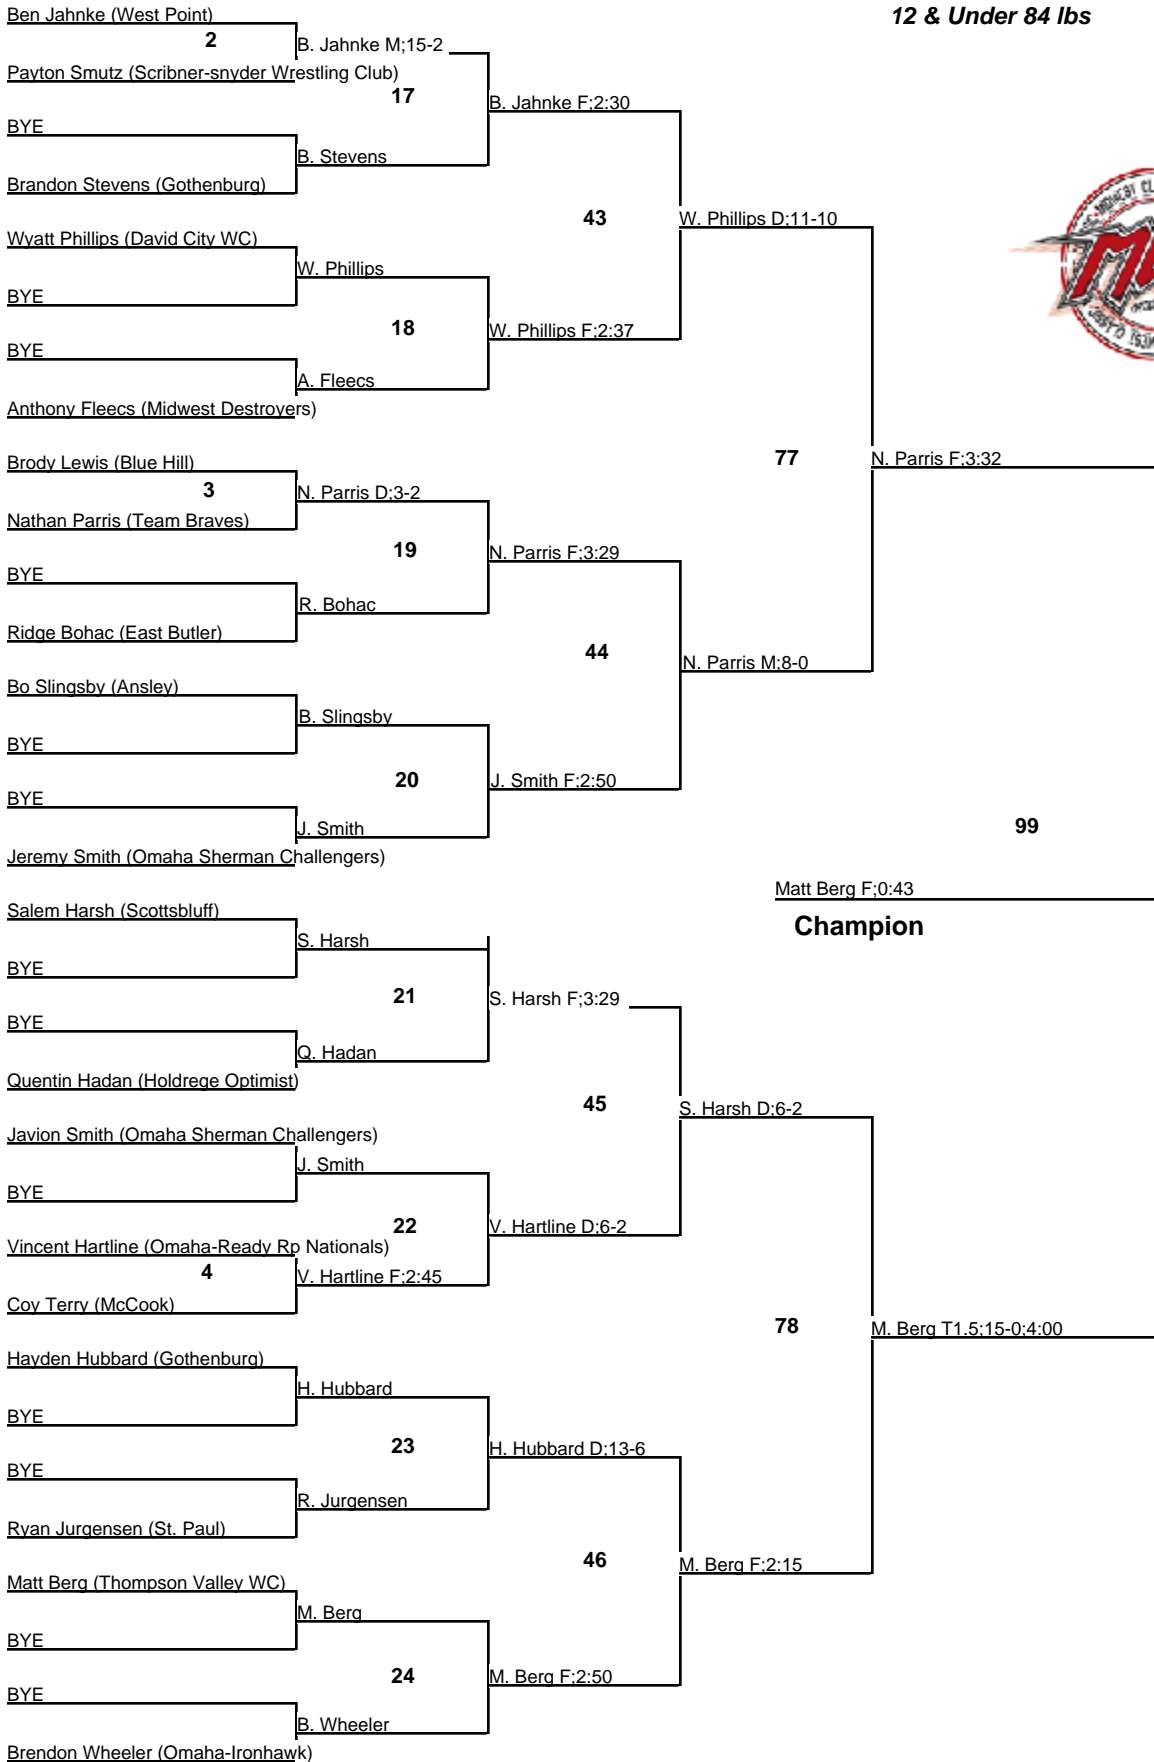 Ben Jahnke (West Point)
12 & Under 84 lbs
2
B. Jahnke M;15-2
Payton Smutz (Scribner-snyder Wrestling Club)
17
B. Jahnke F;2:30
BYE
B. Stevens
Brandon Stevens (Gothenburg)
43
W. Phillips D;11-10
Wyatt Phillips (David City WC)
W. Phillips
BYE
18
W. Phillips F;2:37
BYE
A. Fleecs
Anthony Fleecs (Midwest Destroyers)
77
N. Parris F;3:32
Brody Lewis (Blue Hill)
3
N. Parris D;3-2
Nathan Parris (Team Braves)
19
N. Parris F;3:29
BYE
R. Bohac
Ridge Bohac (East Butler)
44
N. Parris M;8-0
Bo Slingsby (Ansley)
B. Slingsby
BYE
20
J. Smith F;2:50
BYE
J. Smith
Jeremy Smith (Omaha Sherman Challengers)
99
Matt Berg F;0:43
Champion
Salem Harsh (Scottsbluff)
S. Harsh
BYE
21
S. Harsh F;3:29
BYE
Q. Hadan
Quentin Hadan (Holdrege Optimist)
45
S. Harsh D;6-2
Javion Smith (Omaha Sherman Challengers)
J. Smith
BYE
22
V. Hartline D;6-2
Vincent Hartline (Omaha-Ready Rp Nationals)
4
V. Hartline F;2:45
Coy Terry (McCook)
78
M. Berg T1.5;15-0;4:00
Hayden Hubbard (Gothenburg)
H. Hubbard
BYE
23
H. Hubbard D;13-6
BYE
R. Jurgensen
Ryan Jurgensen (St. Paul)
46
M. Berg F;2:15
Matt Berg (Thompson Valley WC)
M. Berg
BYE
24
M. Berg F;2:50
BYE
B. Wheeler
Brendon Wheeler (Omaha-Ironhawk)